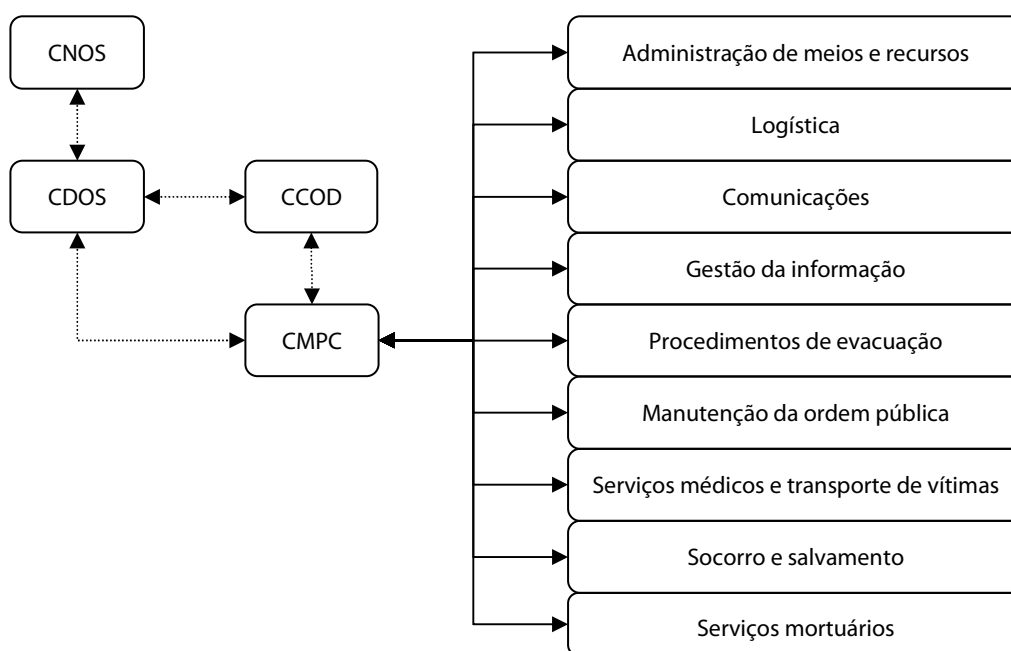 CNOS
CDOS
CCOD
CMPC
Administração de meios e recursos
Logística
Comunicações
Gestão da informação
Procedimentos de evacuação
Manutenção da ordem pública
Serviços médicos e transporte de vítimas
Socorro e salvamento
Serviços mortuários